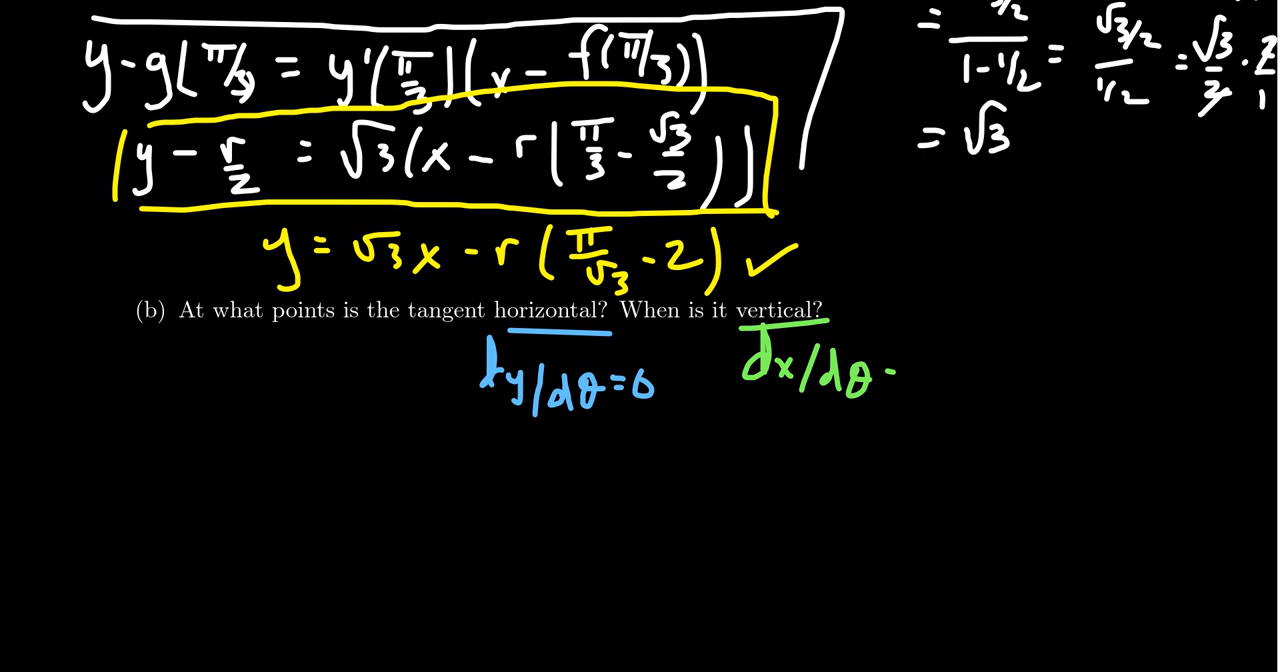 y - g(π/3) = y'(π/3)(x - f(π/3))
y - r/2 = √3(x - r(π/3 - √3/2))
y = √3x - r(π/√3 - 2) ✓
= /2 / 1 - 1/2 = √3/2 / 1/2 = √3/2 · 2/1
= √3
(b) At what points is the tangent horizontal? When is it vertical?
dy/dθ = 0
dx/dθ -